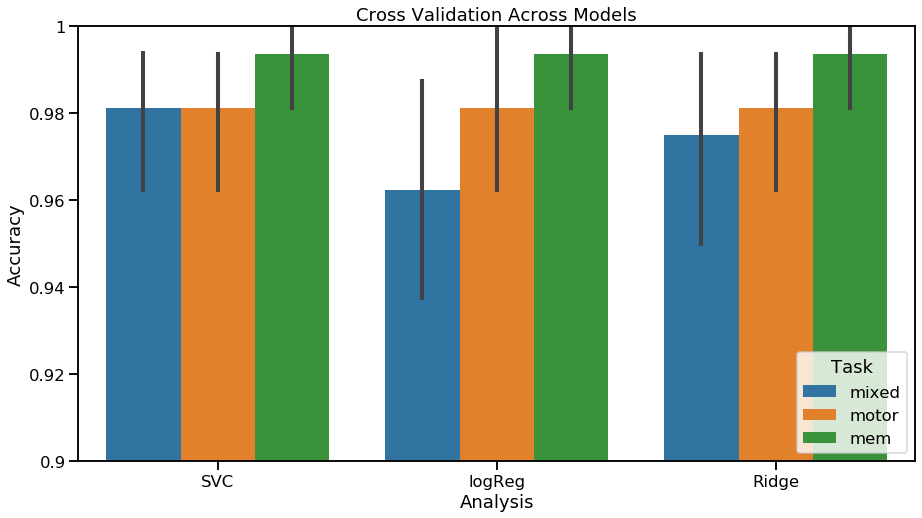 Cross Validation Across Models
1
0.98
0.96
0.94
0.92
0.9
Accuracy
SVC
logReg
Ridge
Analysis
Task
mixed
motor
mem